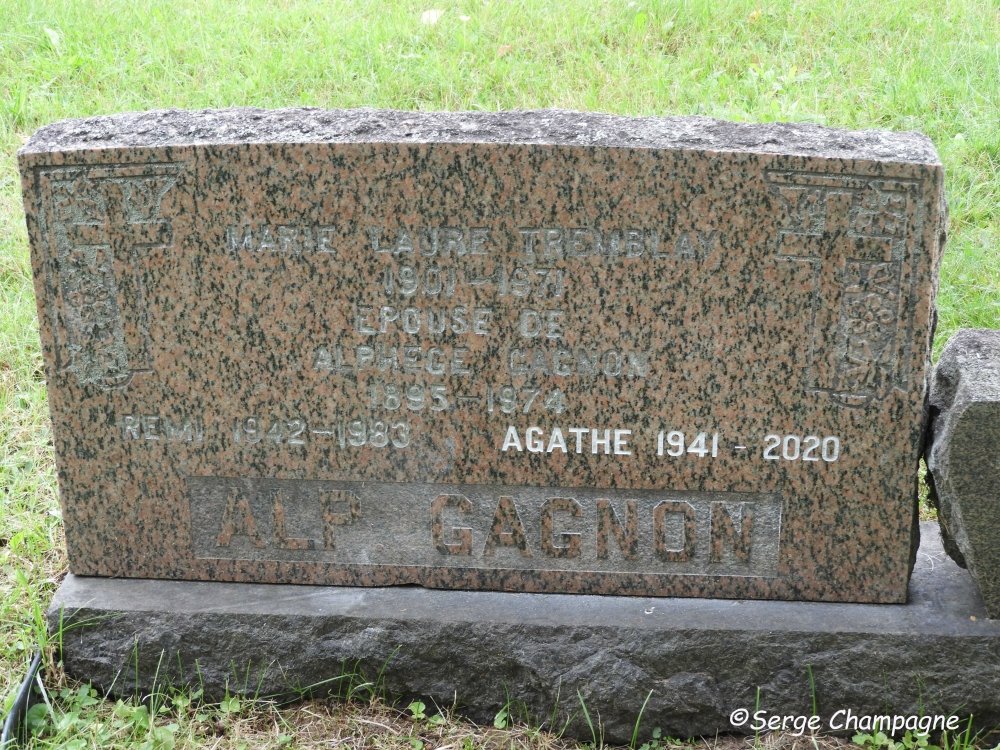 MARIE LAURE TREMBLAY
1901-1971
EPOUSE DE
ALPHEGE GAGNON
1895-1974
REMI 1942-1983 AGATHE 1941 - 2020
ALP. GAGNON
©Serge Champagne